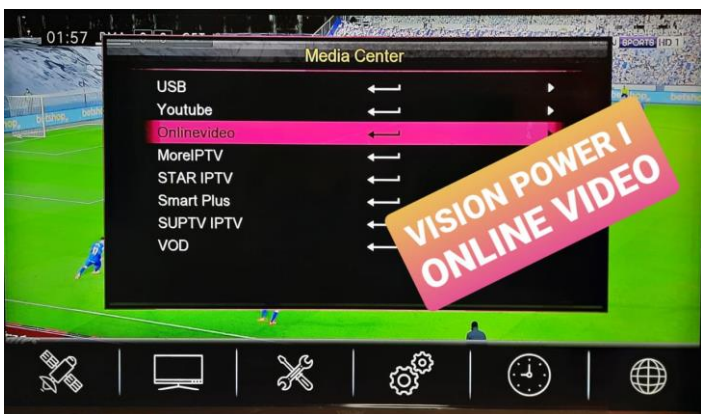 01:57
SPORTS HD 1
Media Center
USB
Youtube
Onlinevideo
MoreIPTV
STAR IPTV
Smart Plus
SUPTV IPTV
VOD
VISION POWER I
ONLINE VIDEO
betshop